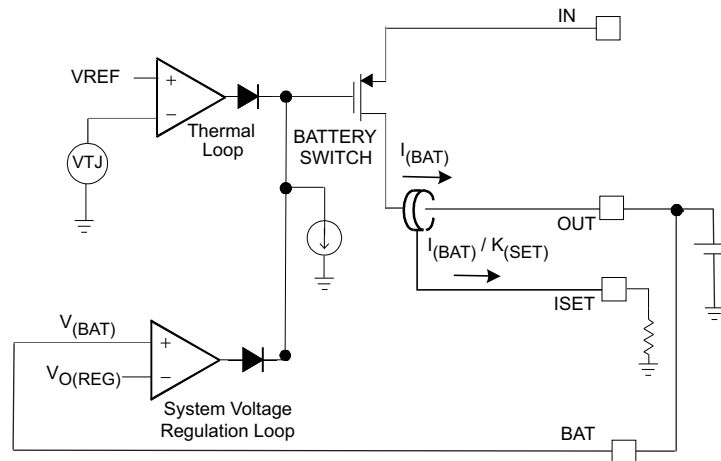 IN
VREF
+
−
Thermal
Loop
BATTERY
SWITCH
VTJ
I(BAT)
OUT
I(BAT) / K(SET)
ISET
V(BAT)
+
VO(REG)
−
System Voltage
Regulation Loop
BAT